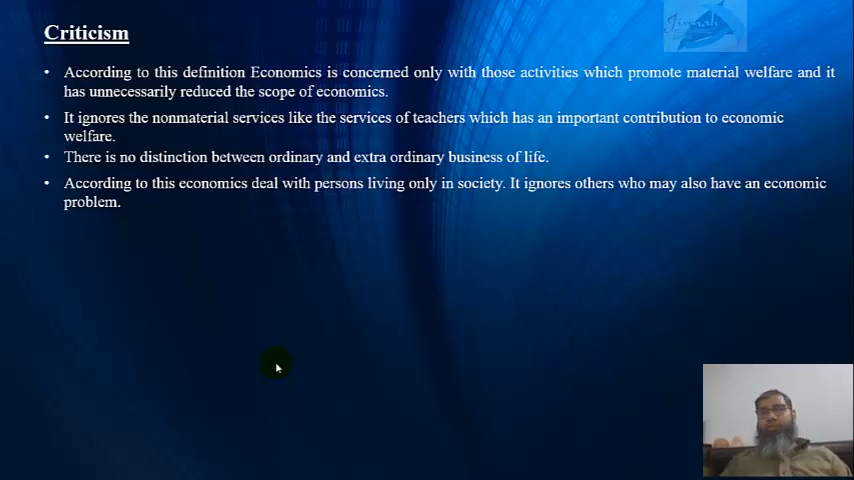 Criticism
Jinnah
• According to this definition Economics is concerned only with those activities which promote material welfare and it
has unnecessarily reduced the scope of economics.
• It ignores the nonmaterial services like the services of teachers which has an important contribution to economic
welfare.
• There is no distinction between ordinary and extra ordinary business of life.
• According to this economics deal with persons living only in society. It ignores others who may also have an economic
problem.